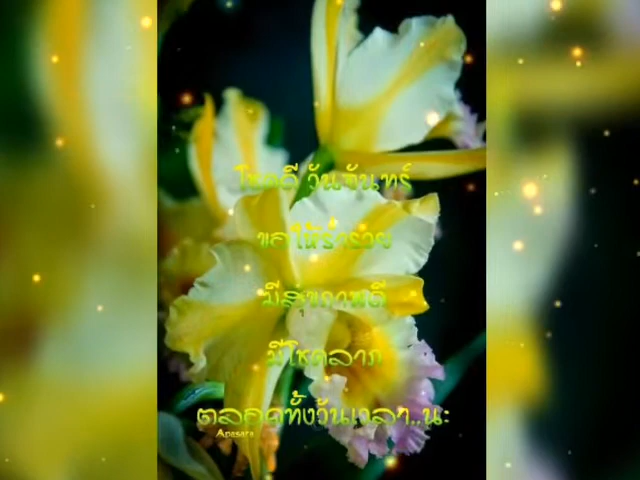 โชคดี วันจันทร์
ขอให้ร่ำรวย
มีสุขภาพดี
มีโชคลาภ
ตลอดทั้งวันเวลา..นะ
Apasara